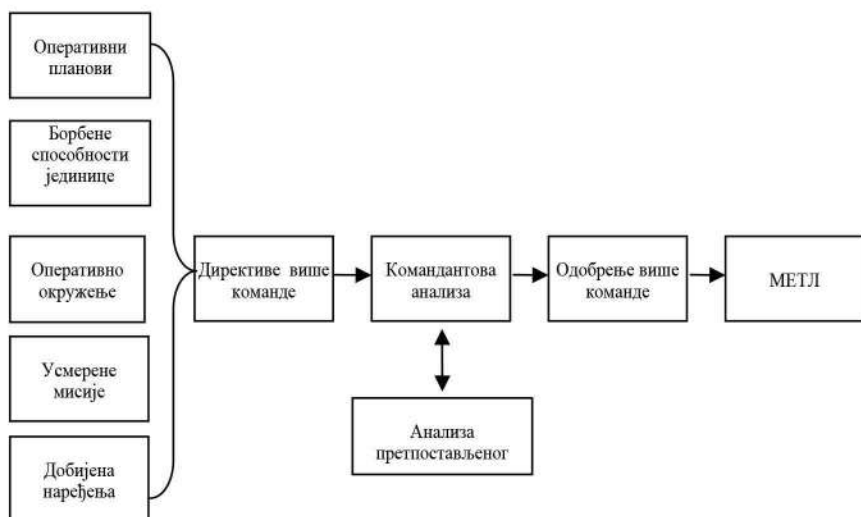 Оперативни
планови
Борбене
способности
јединице
Оперативно
окружење
Усмерене
мисије
Добијена
наређења
Директиве више
команде
Командантова
анализа
Одобрење више
команде
МЕТЛ
Анализа
претпостављеног